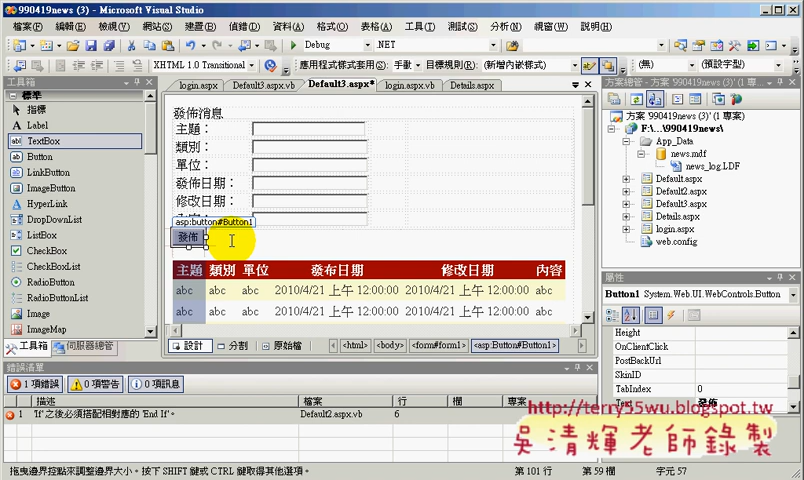 990419news (3) - Microsoft Visual Studio
檔案(F) 編輯(E) 檢視(V) 網站(S) 建置(B) 偵錯(D) 資料(A) 格式(O) 表格(A) 工具(T) 測試(S) 分析(N) 視窗(W) 說明(H)
Debug .NET
XHTML 1.0 Transitional 應用程式樣式套用: 手動 目標規則: (新增內嵌樣式) (無) (預設字型)
工具箱
標準
指標
Label
TextBox
Button
LinkButton
ImageButton
HyperLink
DropDownList
ListBox
CheckBox
CheckBoxList
RadioButton
RadioButtonList
Image
ImageMap
工具箱 伺服器總管
login.aspx Default3.aspx.vb Default3.aspx* login.aspx.vb Details.aspx
發佈消息
主題：
類別：
單位：
發佈日期：
修改日期：
asp:button#Button1
發佈
主題 類別 單位 發布日期 修改日期 內容
abc abc abc 2010/4/21 上午 12:00:00 2010/4/21 上午 12:00:00 abc
abc abc abc 2010/4/21 上午 12:00:00 2010/4/21 上午 12:00:00 abc
設計 分割 原始檔 <html> <body> <form#form1> <asp:Button#Button1>
方案總管 - 方案 '990419news (3)' (1 專案)
方案 '990419news (3)' (1 專案)
F:\...\990419news\
App_Data
news.mdf
news_log.LDF
Default.aspx
Default2.aspx
Default3.aspx
Details.aspx
login.aspx
web.config
屬性
Button1 System.Web.UI.WebControls.Button
Height
OnClientClick
PostBackUrl
SkinID
TabIndex 0
Text 發佈
錯誤清單
1 項錯誤 0 項警告 0 項訊息
描述 檔案 行 欄 專案
1 'If' 之後必須搭配相對應的 'End If'。 Default2.aspx.vb 6
http://terry55wu.blogspot.tw
吳清輝老師錄製
拖曳邊界控點來調整邊界大小。按下 SHIFT 鍵或 CTRL 鍵取得其他選項。 第 101 行 第 59 欄 字元 57